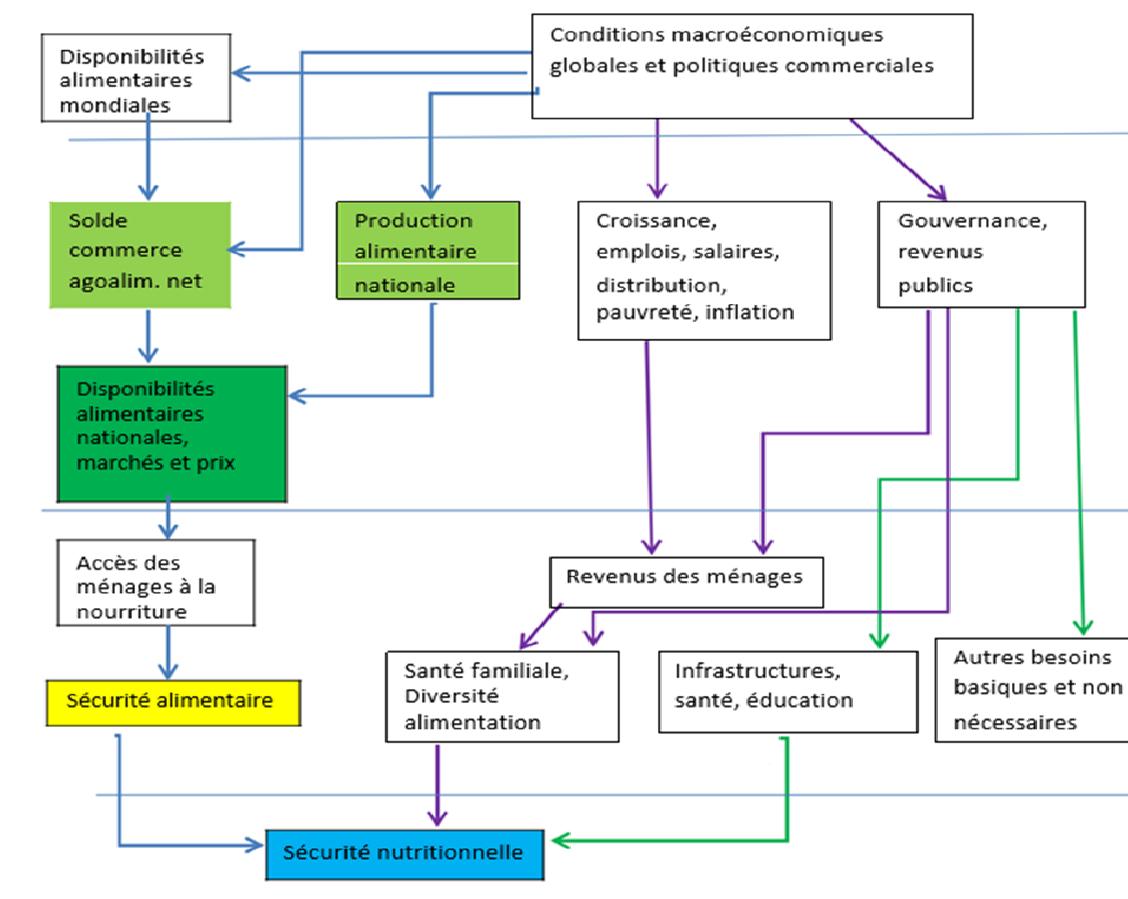 Disponibilités
alimentaires
mondiales
Conditions macroéconomiques
globales et politiques commerciales
Solde
commerce
agoalim. net
Production
alimentaire
nationale
Croissance,
emplois, salaires,
distribution,
pauvreté, inflation
Gouvernance,
revenus
publics
Disponibilités
alimentaires
nationales,
marchés et prix
Accès des
ménages à la
nourriture
Revenus des ménages
Sécurité alimentaire
Santé familiale,
Diversité
alimentation
Infrastructures,
santé, éducation
Autres besoins
basiques et non
nécessaires
Sécurité nutritionnelle